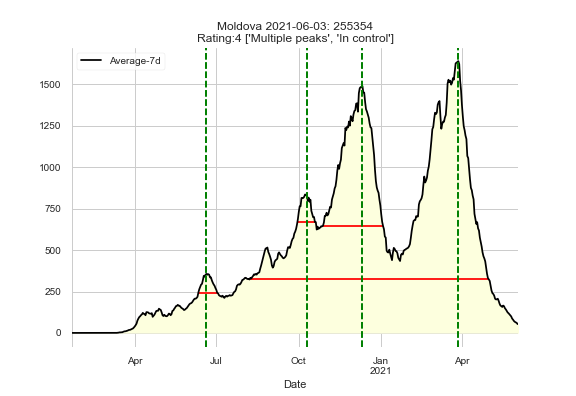 Moldova 2021-06-03: 255354
Rating:4 ['Multiple peaks', 'In control']
Average-7d
1500
1250
1000
750
500
250
0
Apr
Jul
Oct
Jan
2021
Apr
Date